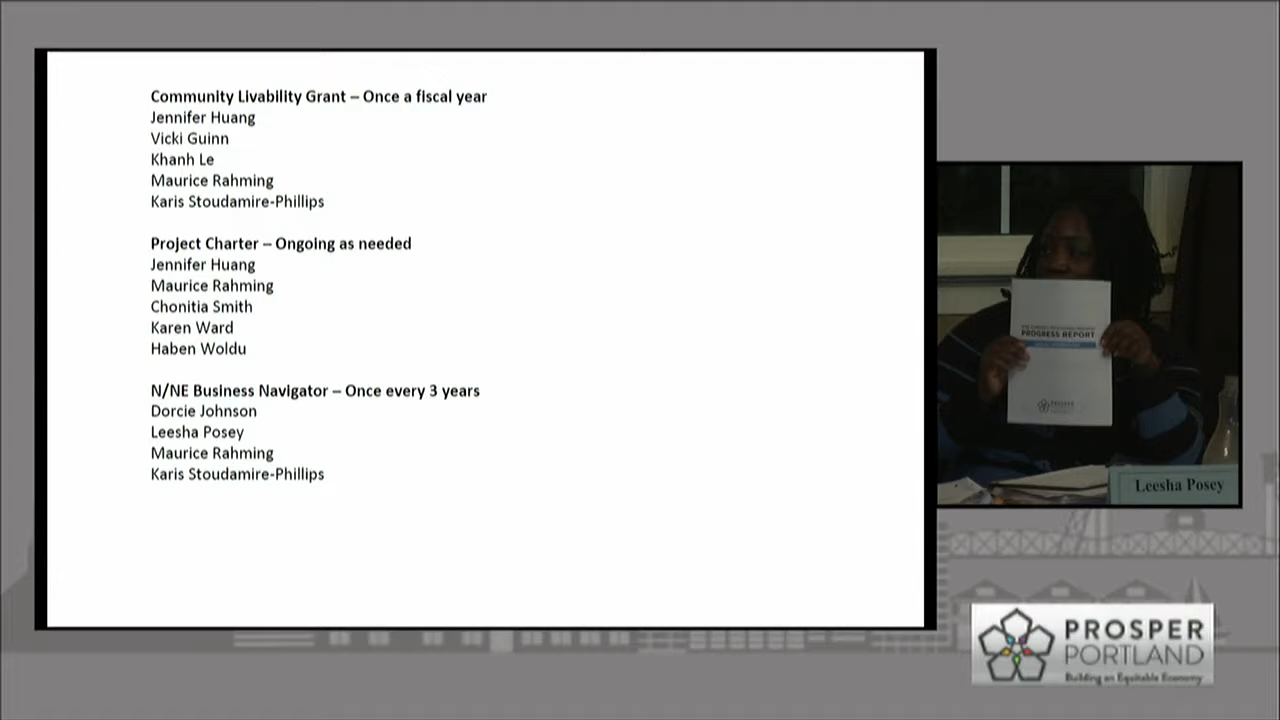 Community Livability Grant – Once a fiscal year
Jennifer Huang
Vicki Guinn
Khanh Le
Maurice Rahming
Karis Stoudamire-Phillips
Project Charter – Ongoing as needed
Jennifer Huang
Maurice Rahming
Chonitia Smith
Karen Ward
Haben Woldu
N/NE Business Navigator – Once every 3 years
Dorcie Johnson
Leesha Posey
Maurice Rahming
Karis Stoudamire-Phillips
PROGRESS REPORT
PROSPER
Leesha Posey
PROSPER
PORTLAND
Building an Equitable Economy